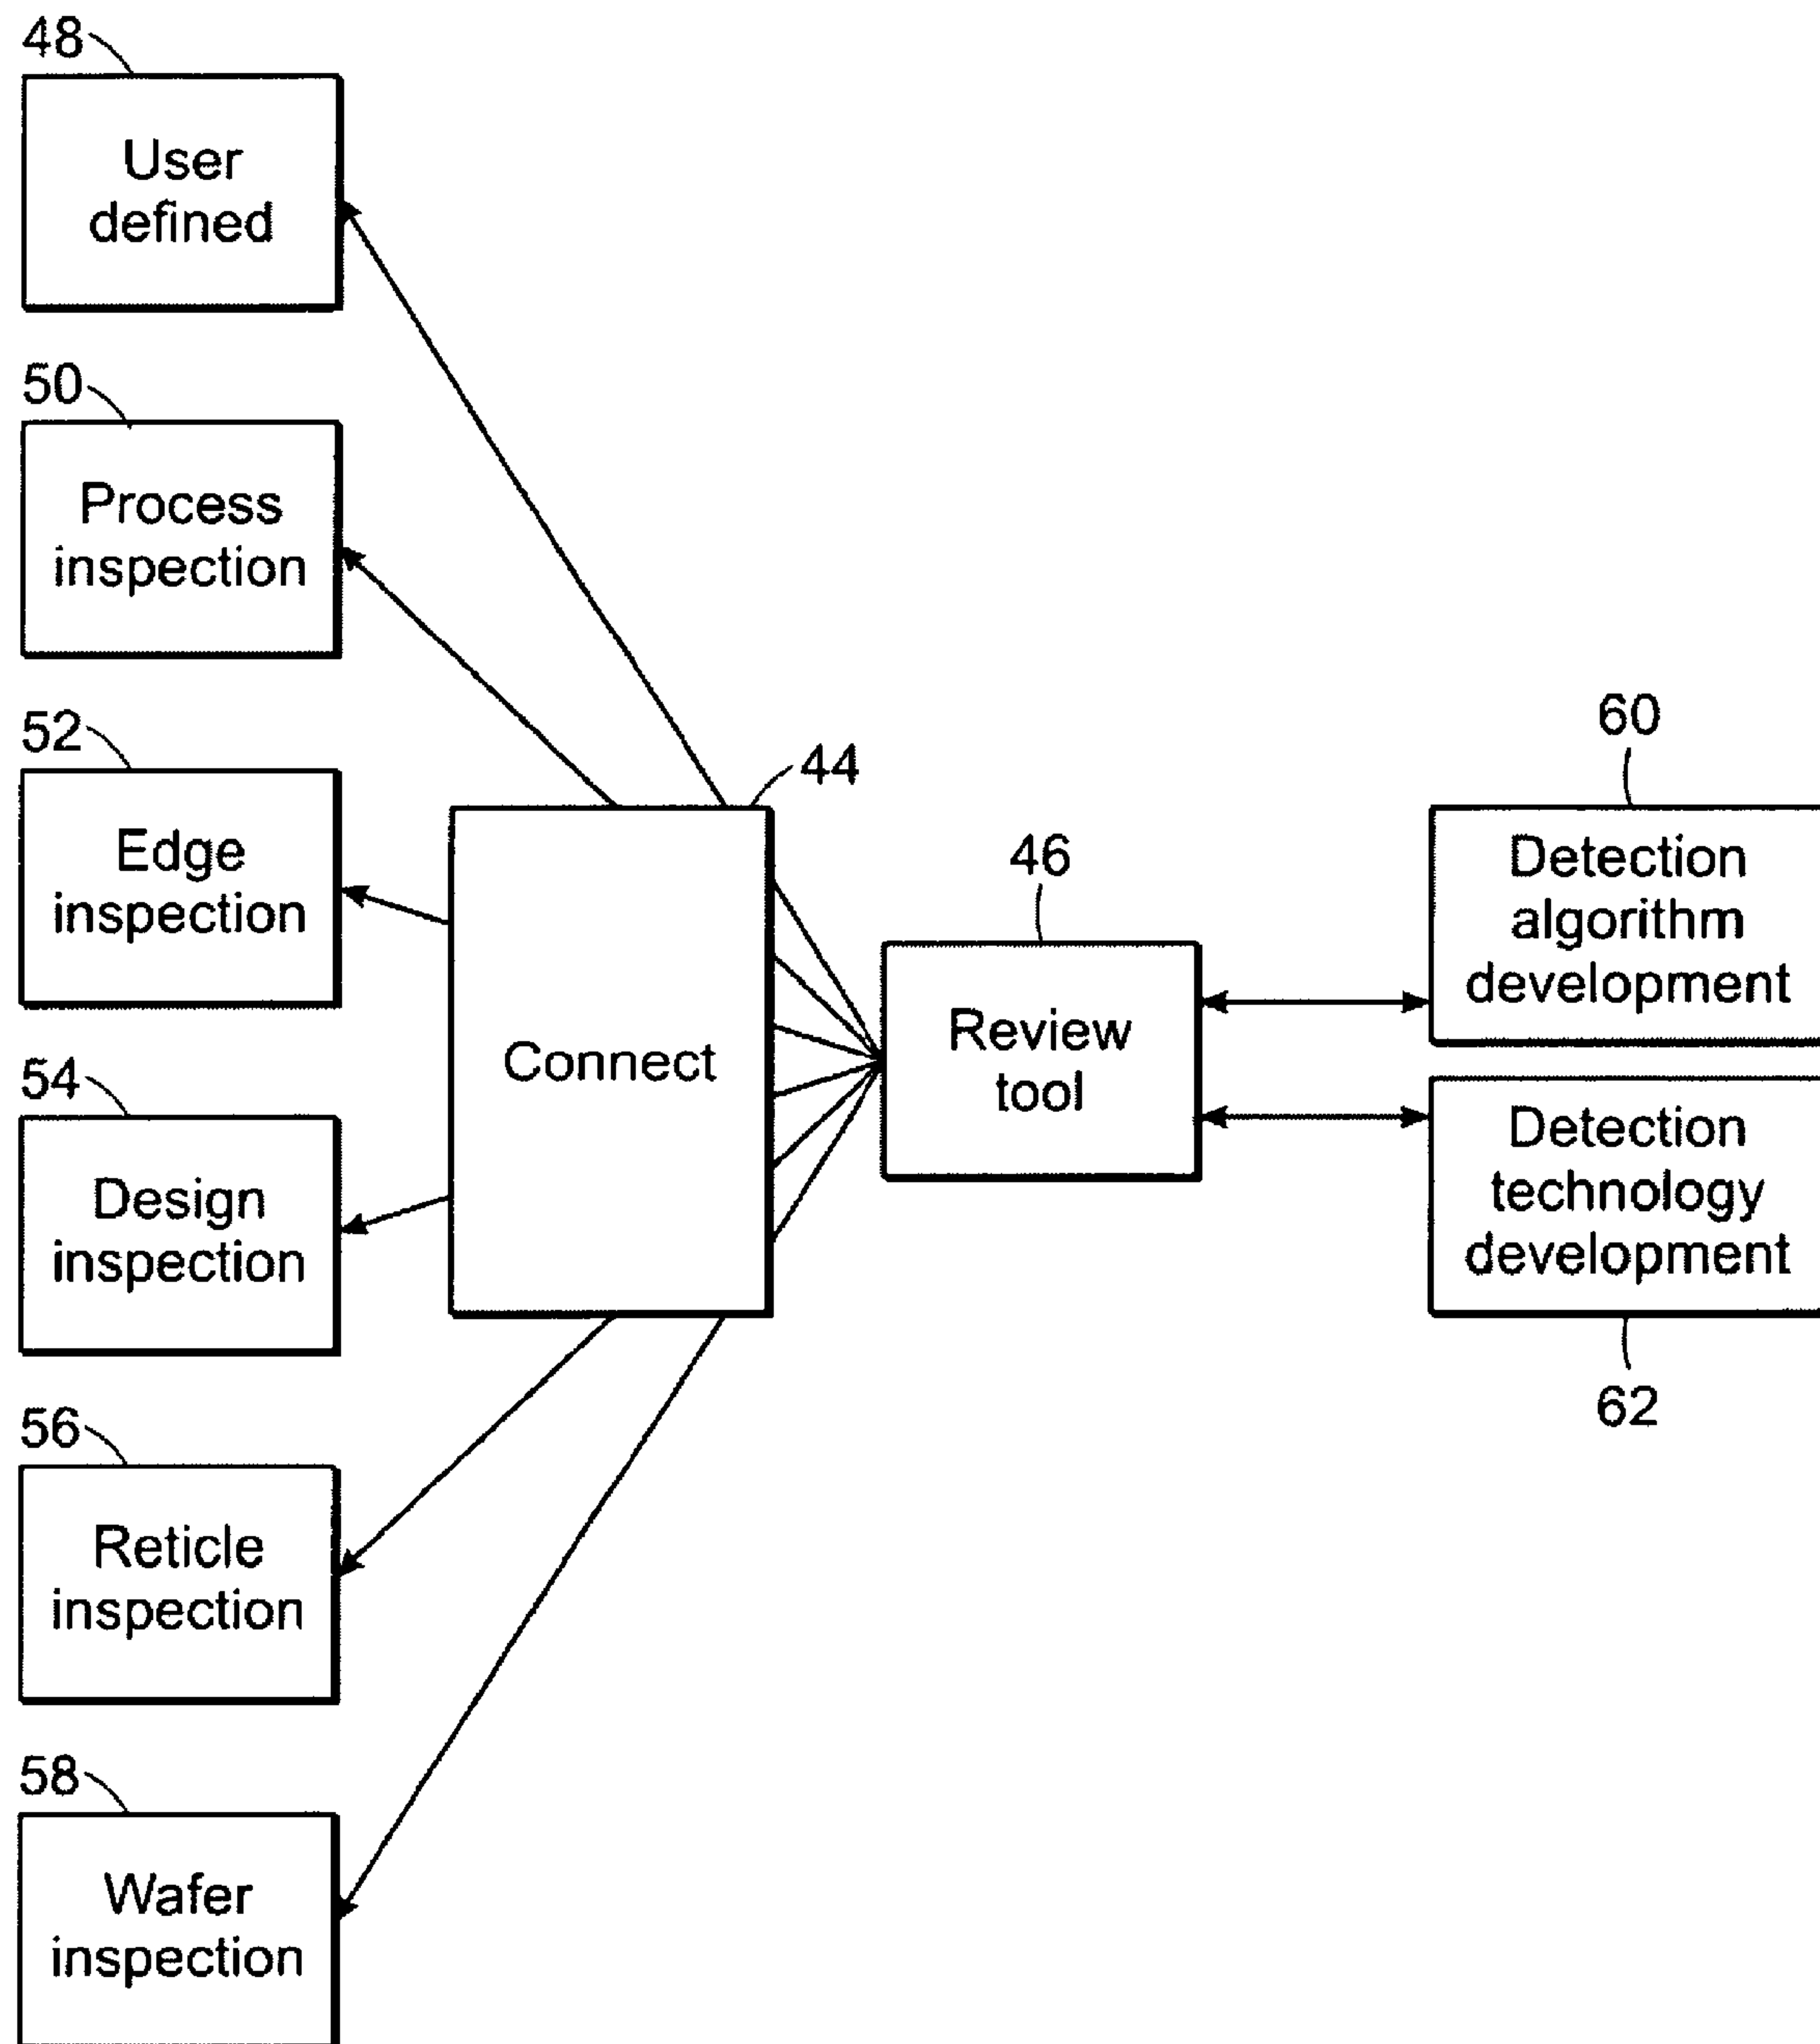 48
User
defined
50
Process
inspection
52
Edge
inspection
54
Design
inspection
56
Reticle
inspection
58
Wafer
inspection
44
Connect
46
Review
tool
60
Detection
algorithm
development
Detection
technology
development
62